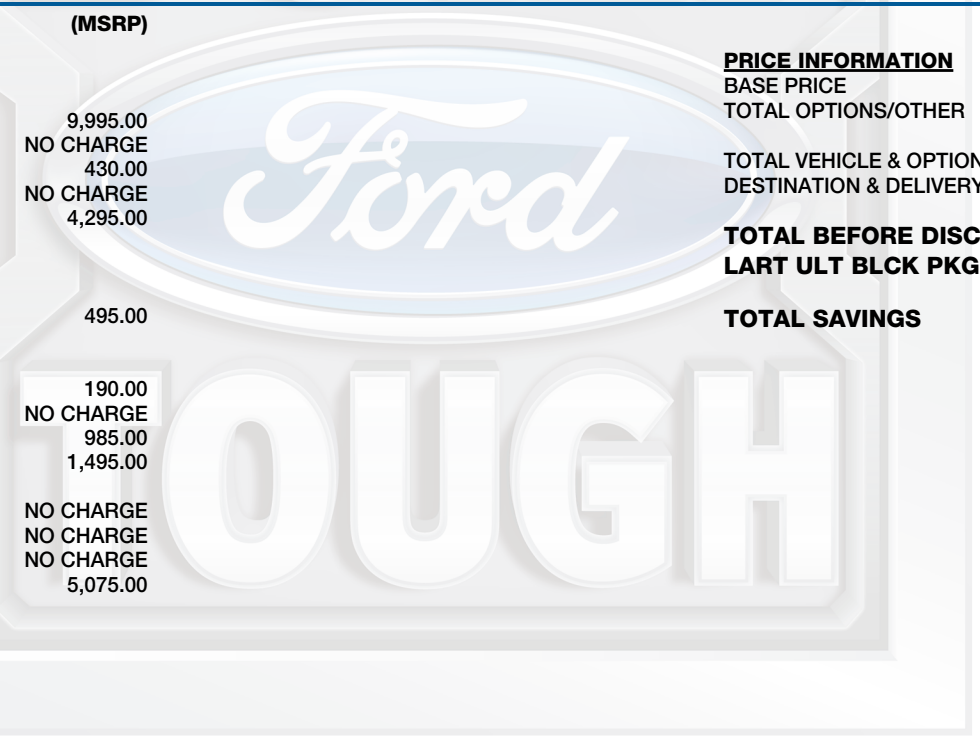 (MSRP)
9,995.00
NO CHARGE
430.00
NO CHARGE
4,295.00
495.00
190.00
NO CHARGE
985.00
1,495.00
NO CHARGE
NO CHARGE
NO CHARGE
5,075.00
PRICE INFORMATION
BASE PRICE
TOTAL OPTIONS/OTHER
TOTAL VEHICLE & OPTION
DESTINATION & DELIVERY
TOTAL BEFORE DISC
LART ULT BLCK PKG
TOTAL SAVINGS
Ford
TOUGH